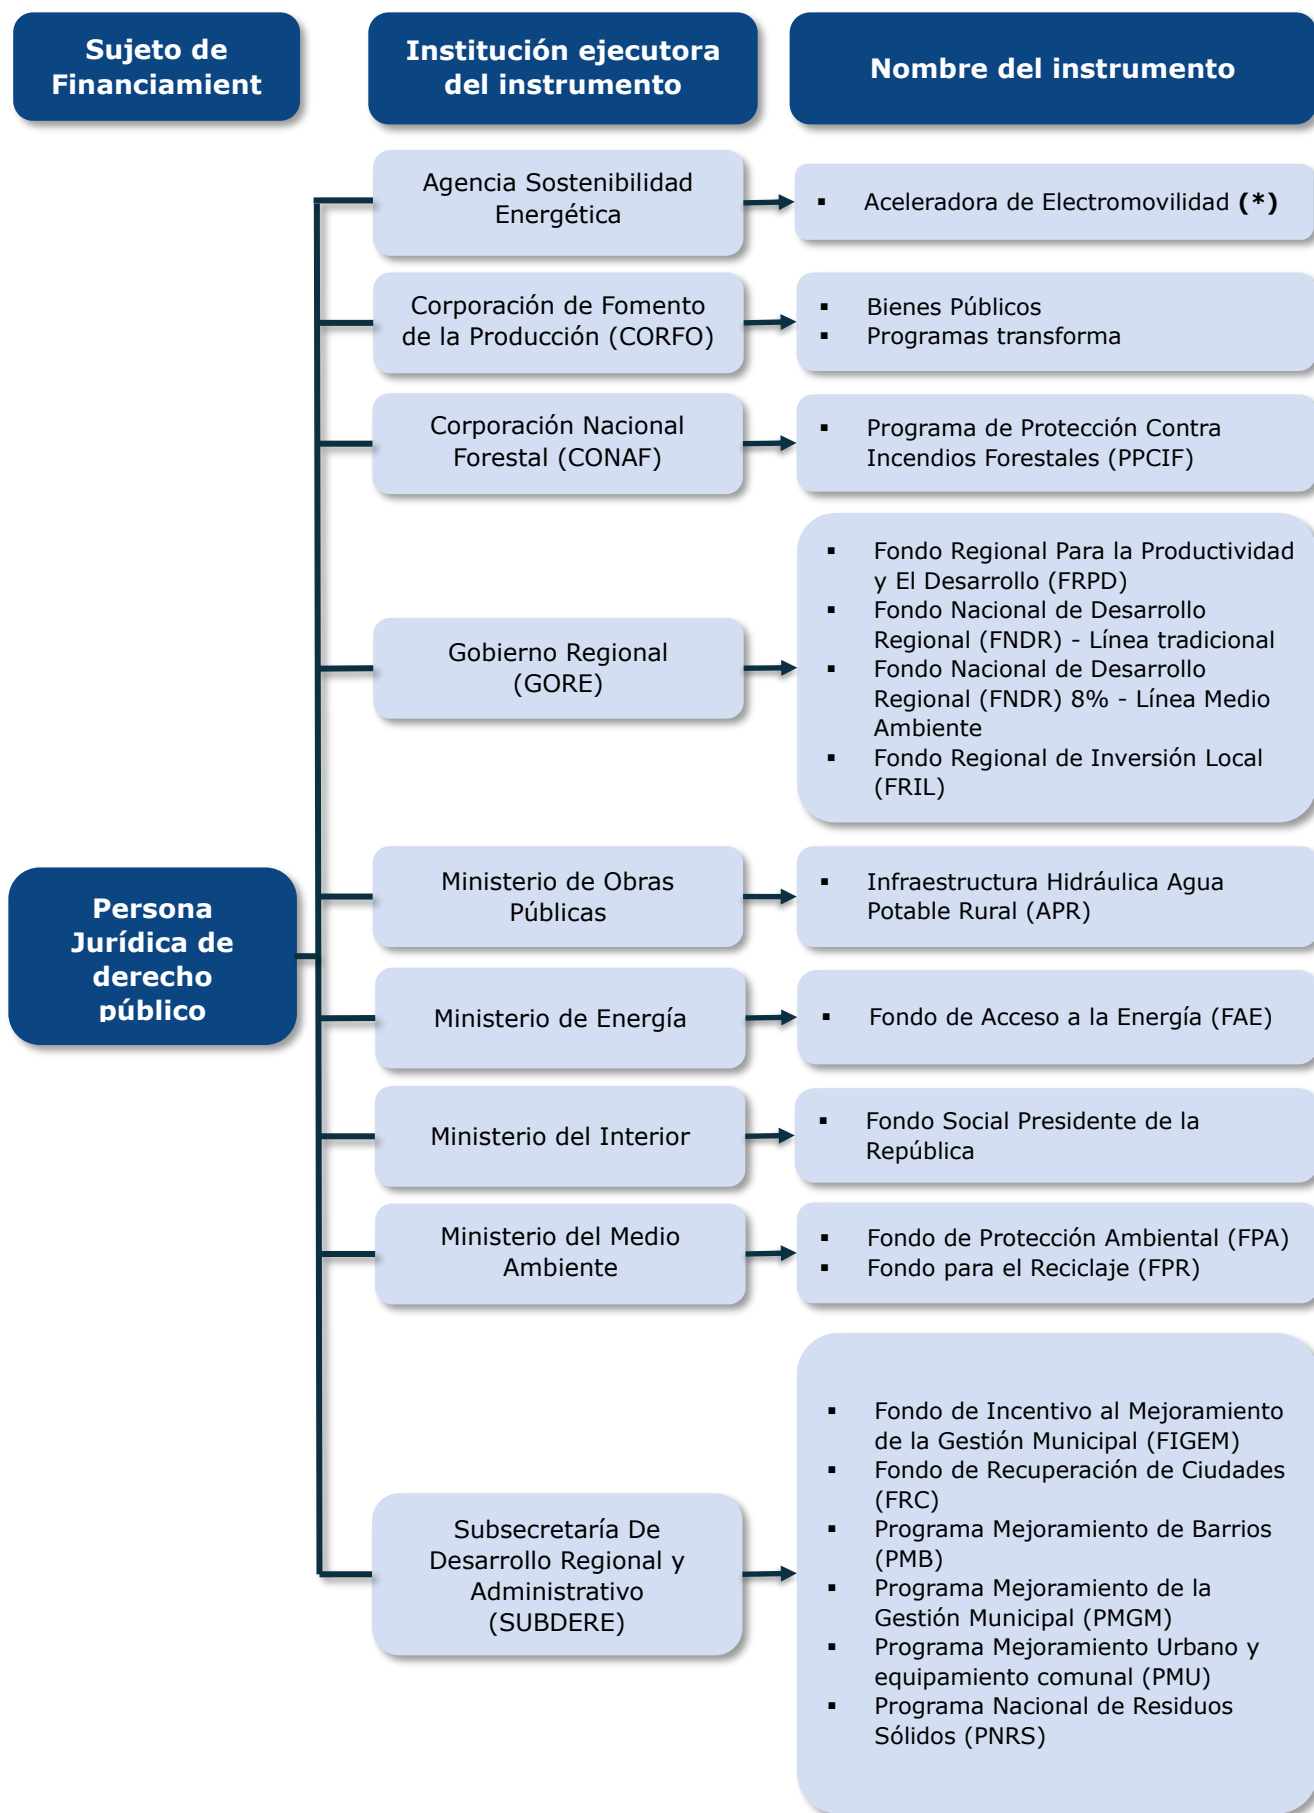 Sujeto de
Financiamient
Institución ejecutora
del instrumento
Nombre del instrumento
Persona
Jurídica de
derecho
público
Agencia Sostenibilidad
Energética
▪ Aceleradora de Electromovilidad (*)
Corporación de Fomento
de la Producción (CORFO)
▪ Bienes Públicos
▪ Programas transforma
Corporación Nacional
Forestal (CONAF)
▪ Programa de Protección Contra
Incendios Forestales (PPCIF)
Gobierno Regional
(GORE)
▪ Fondo Regional Para la Productividad
y El Desarrollo (FRPD)
▪ Fondo Nacional de Desarrollo
Regional (FNDR) - Línea tradicional
▪ Fondo Nacional de Desarrollo
Regional (FNDR) 8% - Línea Medio
Ambiente
▪ Fondo Regional de Inversión Local
(FRIL)
Ministerio de Obras
Públicas
▪ Infraestructura Hidráulica Agua
Potable Rural (APR)
Ministerio de Energía
▪ Fondo de Acceso a la Energía (FAE)
Ministerio del Interior
▪ Fondo Social Presidente de la
República
Ministerio del Medio
Ambiente
▪ Fondo de Protección Ambiental (FPA)
▪ Fondo para el Reciclaje (FPR)
Subsecretaría De
Desarrollo Regional y
Administrativo
(SUBDERE)
▪ Fondo de Incentivo al Mejoramiento
de la Gestión Municipal (FIGEM)
▪ Fondo de Recuperación de Ciudades
(FRC)
▪ Programa Mejoramiento de Barrios
(PMB)
▪ Programa Mejoramiento de la
Gestión Municipal (PMGM)
▪ Programa Mejoramiento Urbano y
equipamiento comunal (PMU)
▪ Programa Nacional de Residuos
Sólidos (PNRS)